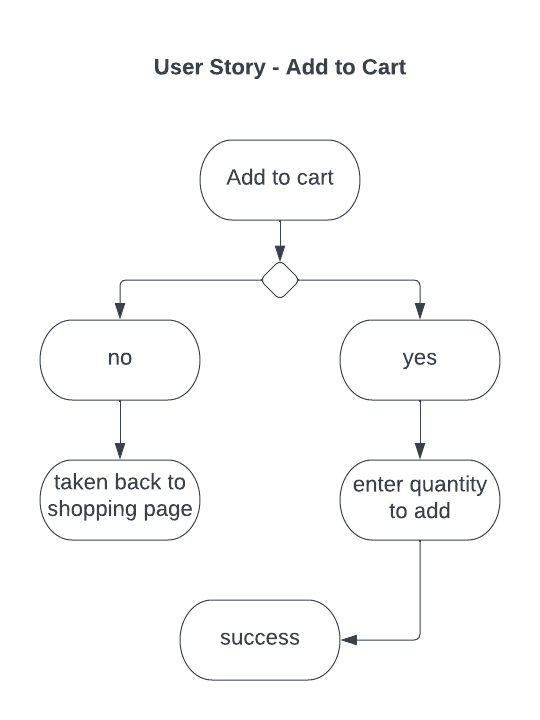 User Story - Add to Cart
Add to cart
no
yes
taken back to
shopping page
enter quantity
to add
success